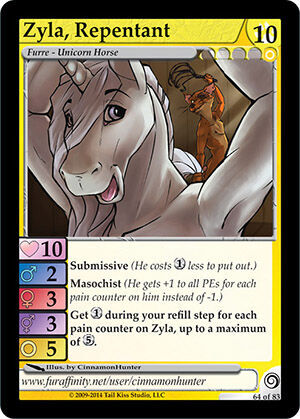 Zyla, Repentant
10
Furre - Unicorn Horse
10
2
3
3
5
Submissive (He costs 1 less to put out.)
Masochist (He gets +1 to all PEs for each
pain counter on him instead of -1.)
Get 1 during your refill step for each
pain counter on Zyla, up to a maximum
of 5.
Illus. by CinnamonHunter
www.furaffinity.net/user/cinnamonhunter
© 2009-2014 Tail Kiss Studio, LLC
64 of 83